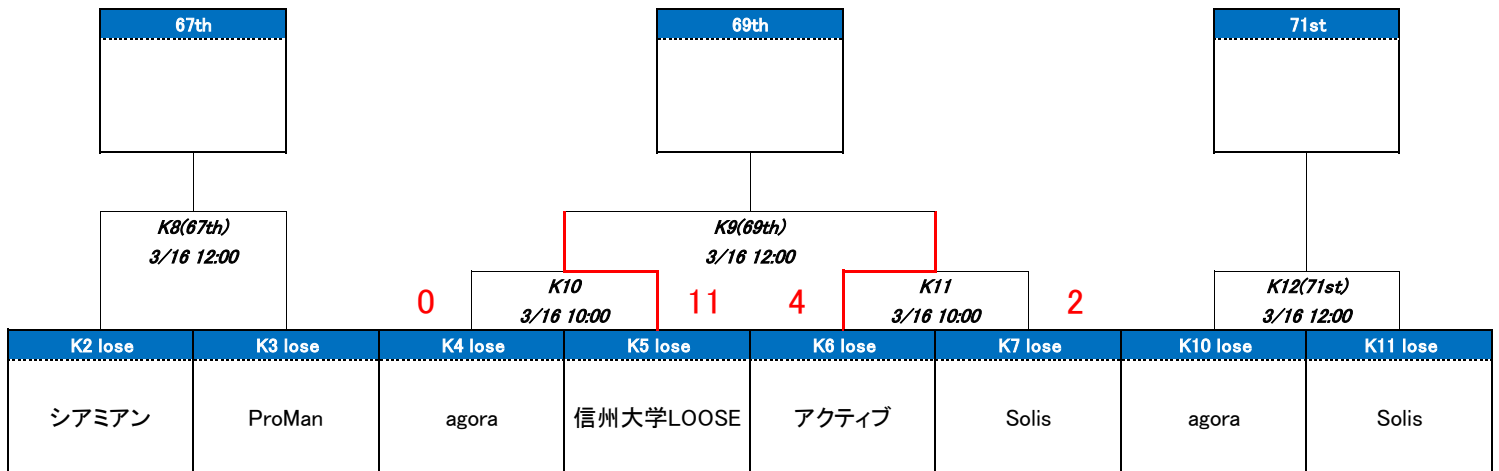 67th
69th
71st
K8(67th)
3/16 12:00
K9(69th)
3/16 12:00
K10
3/16 10:00
K11
3/16 10:00
K12(71st)
3/16 12:00
0
11
4
2
K2 lose
K3 lose
K4 lose
K5 lose
K6 lose
K7 lose
K10 lose
K11 lose
シアミアン
ProMan
agora
信州大学LOOSE
アクティブ
Solis
agora
Solis